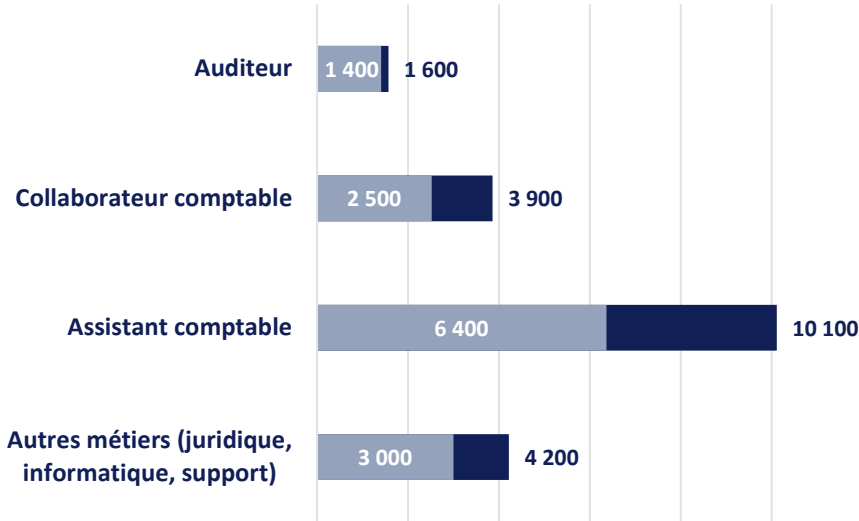 Auditeur
1 400
1 600
Collaborateur comptable
2 500
3 900
Assistant comptable
6 400
10 100
Autres métiers (juridique,
informatique, support)
3 000
4 200